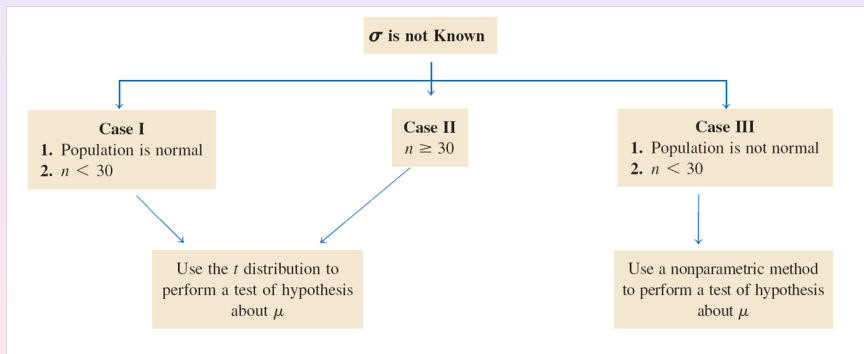 σ is not Known
Case I
1. Population is normal
2. n < 30
Case II
n ≥ 30
Case III
1. Population is not normal
2. n < 30
Use the t distribution to
perform a test of hypothesis
about μ
Use a nonparametric method
to perform a test of hypothesis
about μ